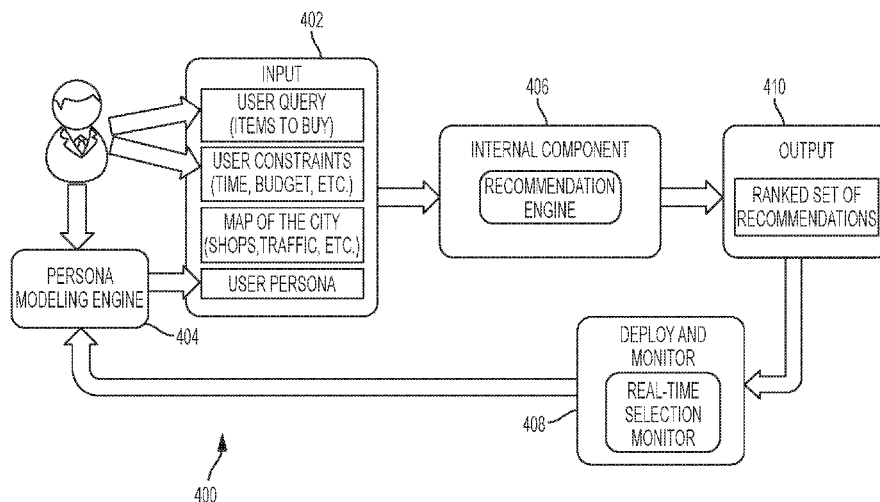 402
INPUT
USER QUERY
(ITEMS TO BUY)
USER CONSTRAINTS
(TIME, BUDGET, ETC.)
MAP OF THE CITY
(SHOPS,TRAFFIC, ETC.)
USER PERSONA
PERSONA
MODELING ENGINE
404
406
INTERNAL COMPONENT
RECOMMENDATION
ENGINE
410
OUTPUT
RANKED SET OF
RECOMMENDATIONS
DEPLOY AND
MONITOR
REAL-TIME
SELECTION
MONITOR
408
400